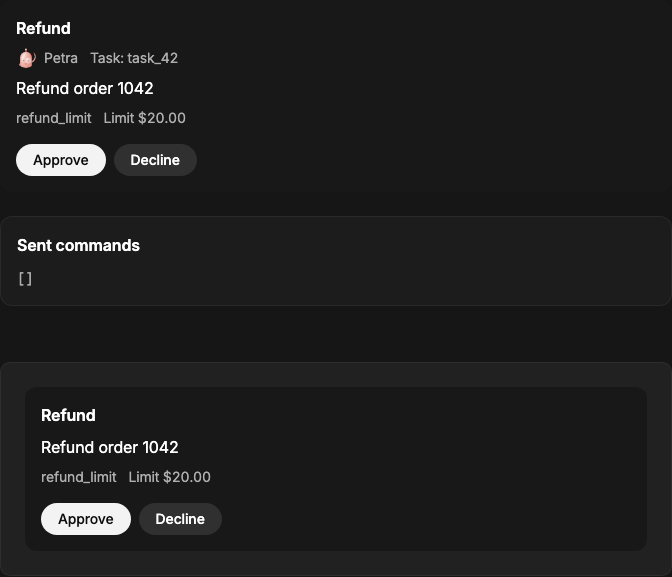 Refund
Petra Task: task_42
Refund order 1042
refund_limit Limit $20.00
Approve Decline
Sent commands
[]
Refund
Refund order 1042
refund_limit Limit $20.00
Approve Decline